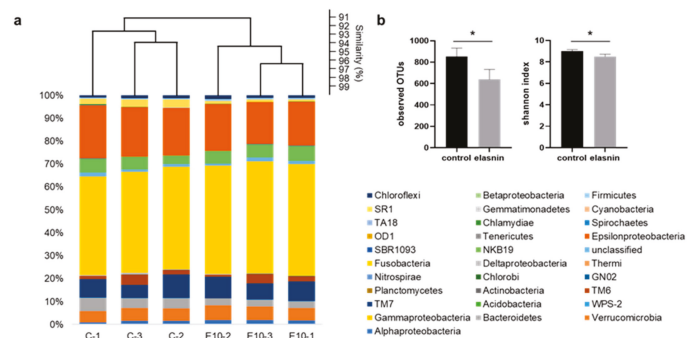 a
91
92
93
94
95
96
97
98
99
Similarity (%)
100%
90%
80%
70%
60%
50%
40%
30%
20%
10%
0%
C-1 C-3 C-2 E10-2 E10-3 E10-1
b
observed OTUs
1000
800
600
400
200
0
*
control elasnin
shannon index
10
8
6
4
2
0
*
control elasnin
Chloroflexi Betaproteobacteria Firmicutes
SR1 Gemmatimonadetes Cyanobacteria
TA18 Chlamydiae Spirochaetes
OD1 Tenericutes Epsilonproteobacteria
SBR1093 NKB19 unclassified
Fusobacteria Deltaproteobacteria Thermi
Nitrospirae Chlorobi GN02
Planctomycetes Actinobacteria TM6
TM7 Acidobacteria WPS-2
Gammaproteobacteria Bacteroidetes Verrucomicrobia
Alphaproteobacteria